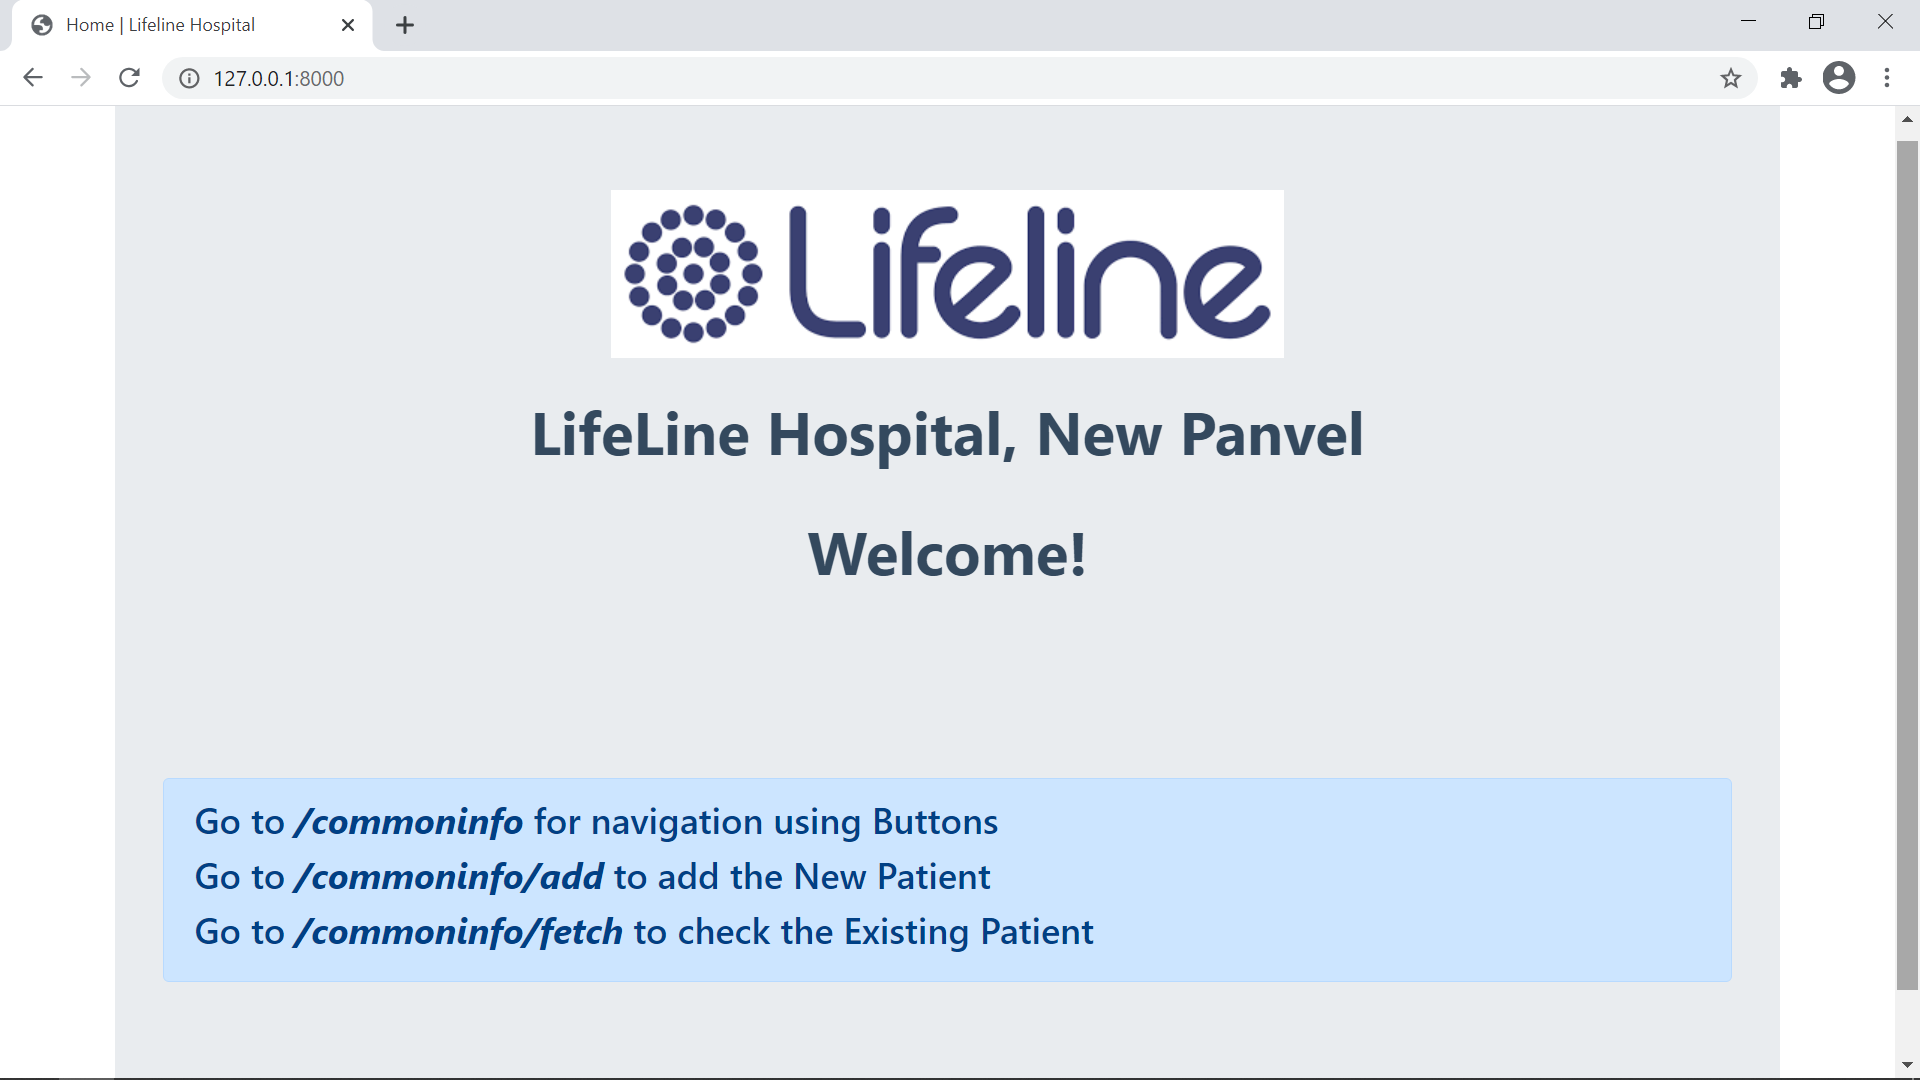 Home | Lifeline Hospital
127.0.0.1:8000
Lifeline
LifeLine Hospital, New Panvel
Welcome!
Go to /commoninfo for navigation using Buttons
Go to /commoninfo/add to add the New Patient
Go to /commoninfo/fetch to check the Existing Patient